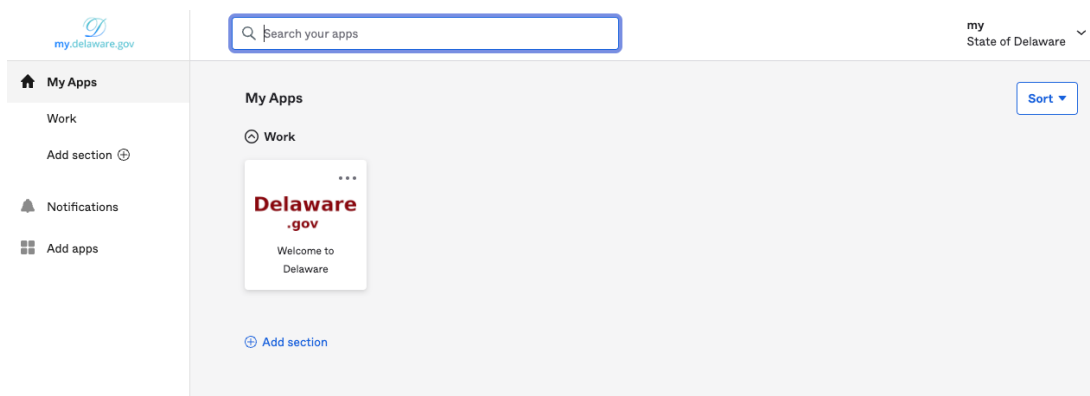 D
my.delaware.gov
Search your apps
my
State of Delaware
My Apps
Work
Add section
Notifications
Add apps
My Apps
Sort
Work
Delaware
.gov
Welcome to
Delaware
Add section